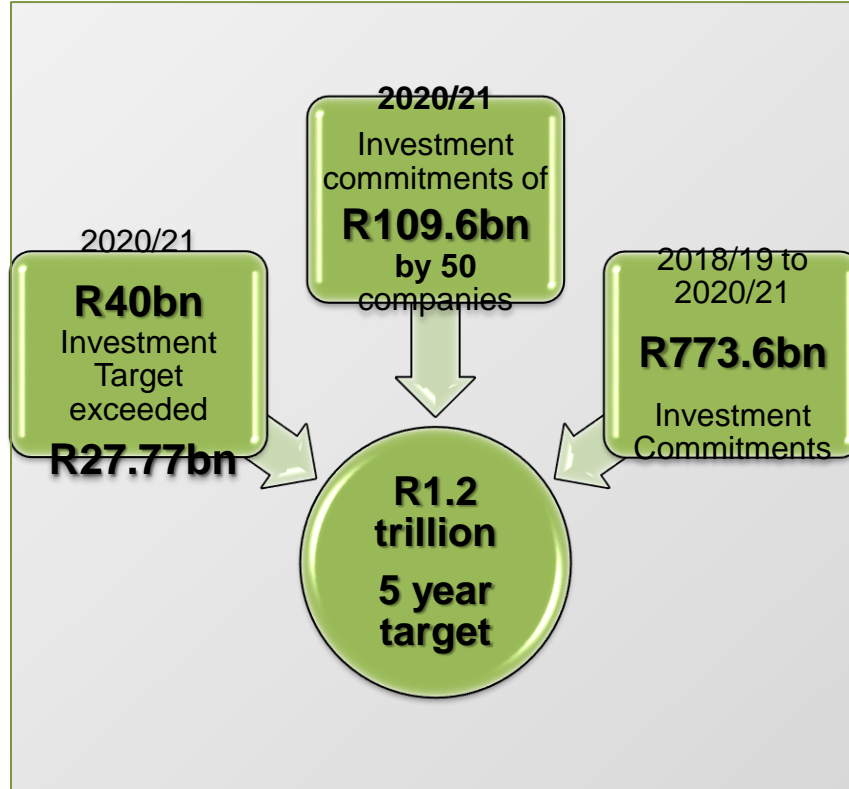 2020/21
R40bn
Investment
Target
exceeded
R27.77bn
2020/21
Investment
commitments of
R109.6bn
by 50
companies
2018/19 to
2020/21
R773.6bn
Investment
Commitments
R1.2
trillion
5 year
target